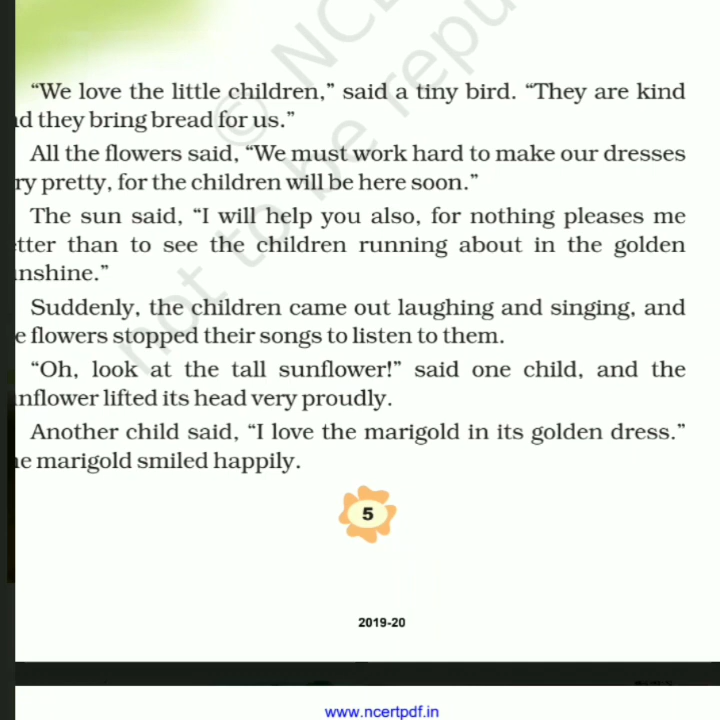 © NCE
not to be repu
“We love the little children,” said a tiny bird. “They are kind
d they bring bread for us.”
All the flowers said, “We must work hard to make our dresses
ry pretty, for the children will be here soon.”
The sun said, “I will help you also, for nothing pleases me
tter than to see the children running about in the golden
nshine.”
Suddenly, the children came out laughing and singing, and
e flowers stopped their songs to listen to them.
“Oh, look at the tall sunflower!” said one child, and the
nflower lifted its head very proudly.
Another child said, “I love the marigold in its golden dress.”
e marigold smiled happily.
5
2019-20
www.ncertpdf.in